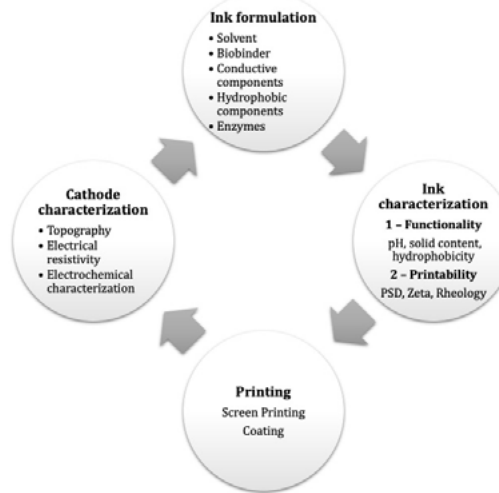 Ink formulation
• Solvent
• Biobinder
• Conductive
components
• Hydrophobic
components
• Enzymes
Ink
characterization
1 – Functionality
pH, solid content,
hydrophobicity
2 – Printability
PSD, Zeta, Rheology
Printing
Screen Printing
Coating
Cathode
characterization
• Topography
• Electrical
resistivity
• Electrochemical
characterization